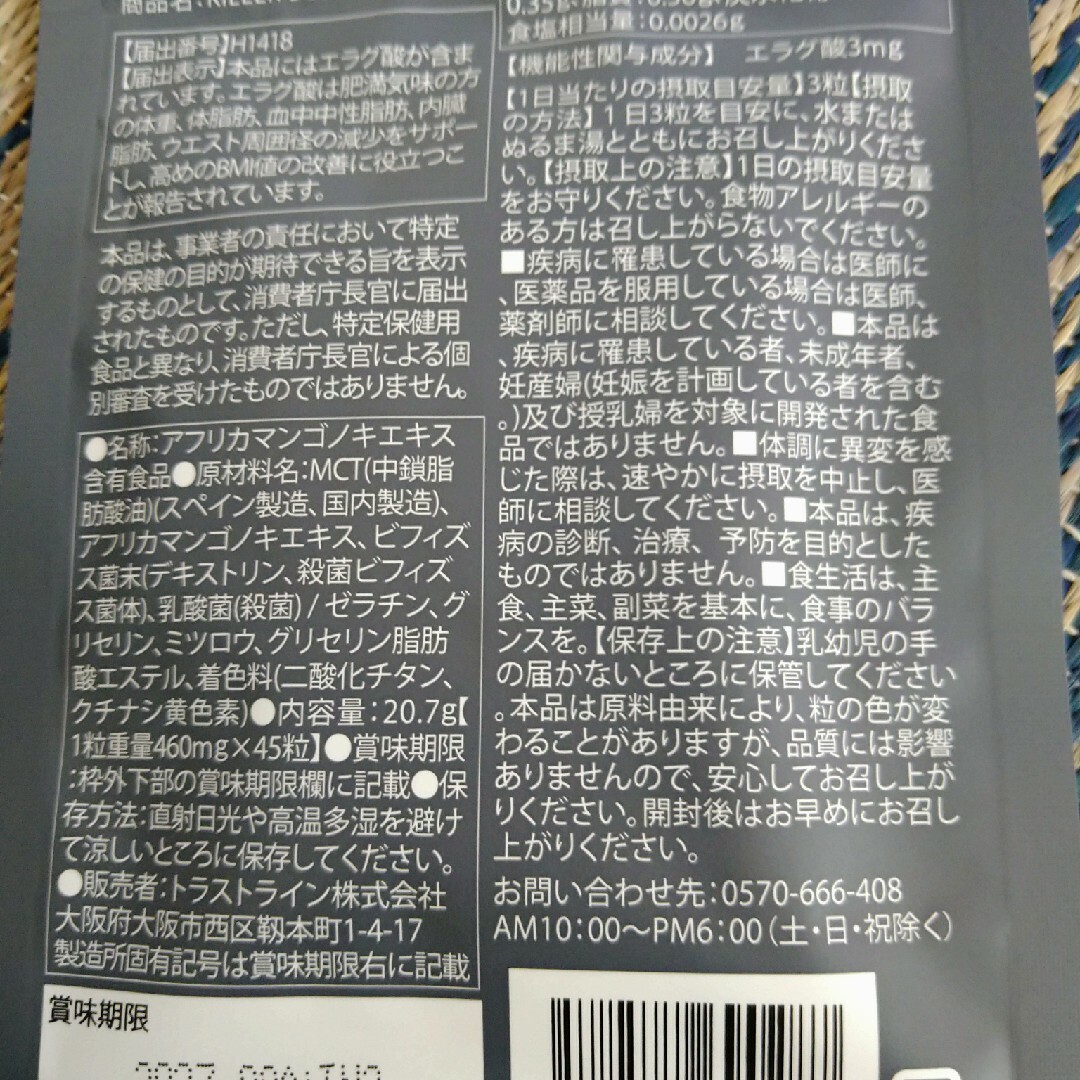 【届出番号】H1418
【届出表示】本品にはエラグ酸が含ま
れています。エラグ酸は肥満気味の方
の体重、体脂肪、血中中性脂肪、内臓
脂肪、ウエスト周囲径の減少をサポー
トし、高めのBMI値の改善に役立つこ
とが報告されています。
本品は、事業者の責任において特定
の保健の目的が期待できる旨を表示
するものとして、消費者庁長官に届出
されたものです。ただし、特定保健用
食品と異なり、消費者庁長官による個
別審査を受けたものではありません。
●名称:アフリカマンゴノキエキス
含有食品●原材料名:MCT(中鎖脂
肪酸油)(スペイン製造、国内製造)、
アフリカマンゴノキエキス、ビフィズ
ス菌末(デキストリン、殺菌ビフィズ
ス菌体)、乳酸菌(殺菌) / ゼラチン、グ
リセリン、ミツロウ、グリセリン脂肪
酸エステル、着色料(二酸化チタン、
クチナシ黄色素)●内容量:20.7g【
1粒重量460mg×45粒】●賞味期限
:枠外下部の賞味期限欄に記載●保
存方法:直射日光や高温多湿を避け
て涼しいところに保存してください。
●販売者:トラストライン株式会社
大阪府大阪市西区靱本町1-4-17
製造所固有記号は賞味期限右に記載
賞味期限
食塩相当量:0.0026g
【機能性関与成分】 エラグ酸3mg
【1日当たりの摂取目安量】3粒【摂取
の方法】1日3粒を目安に、水または
ぬるま湯とともにお召し上がりくださ
い。【摂取上の注意】1日の摂取目安量
をお守りください。食物アレルギーの
ある方は召し上がらないでください。
■疾病に罹患している場合は医師に
、医薬品を服用している場合は医師、
薬剤師に相談してください。■本品は
、疾病に罹患している者、未成年者、
妊産婦(妊娠を計画している者を含む
。)及び授乳婦を対象に開発された食
品ではありません。■体調に異変を感
じた際は、速やかに摂取を中止し、医
師に相談してください。■本品は、疾
病の診断、治療、予防を目的とした
ものではありません。■食生活は、主
食、主菜、副菜を基本に、食事のバラ
ンスを。【保存上の注意】乳幼児の手
の届かないところに保管してください
。本品は原料由来により、粒の色が変
わることがありますが、品質には影響
ありませんので、安心してお召し上が
りください。開封後はお早めにお召し
上がりください。
お問い合わせ先:0570-666-408
AM10:00〜PM6:00(土・日・祝除く)